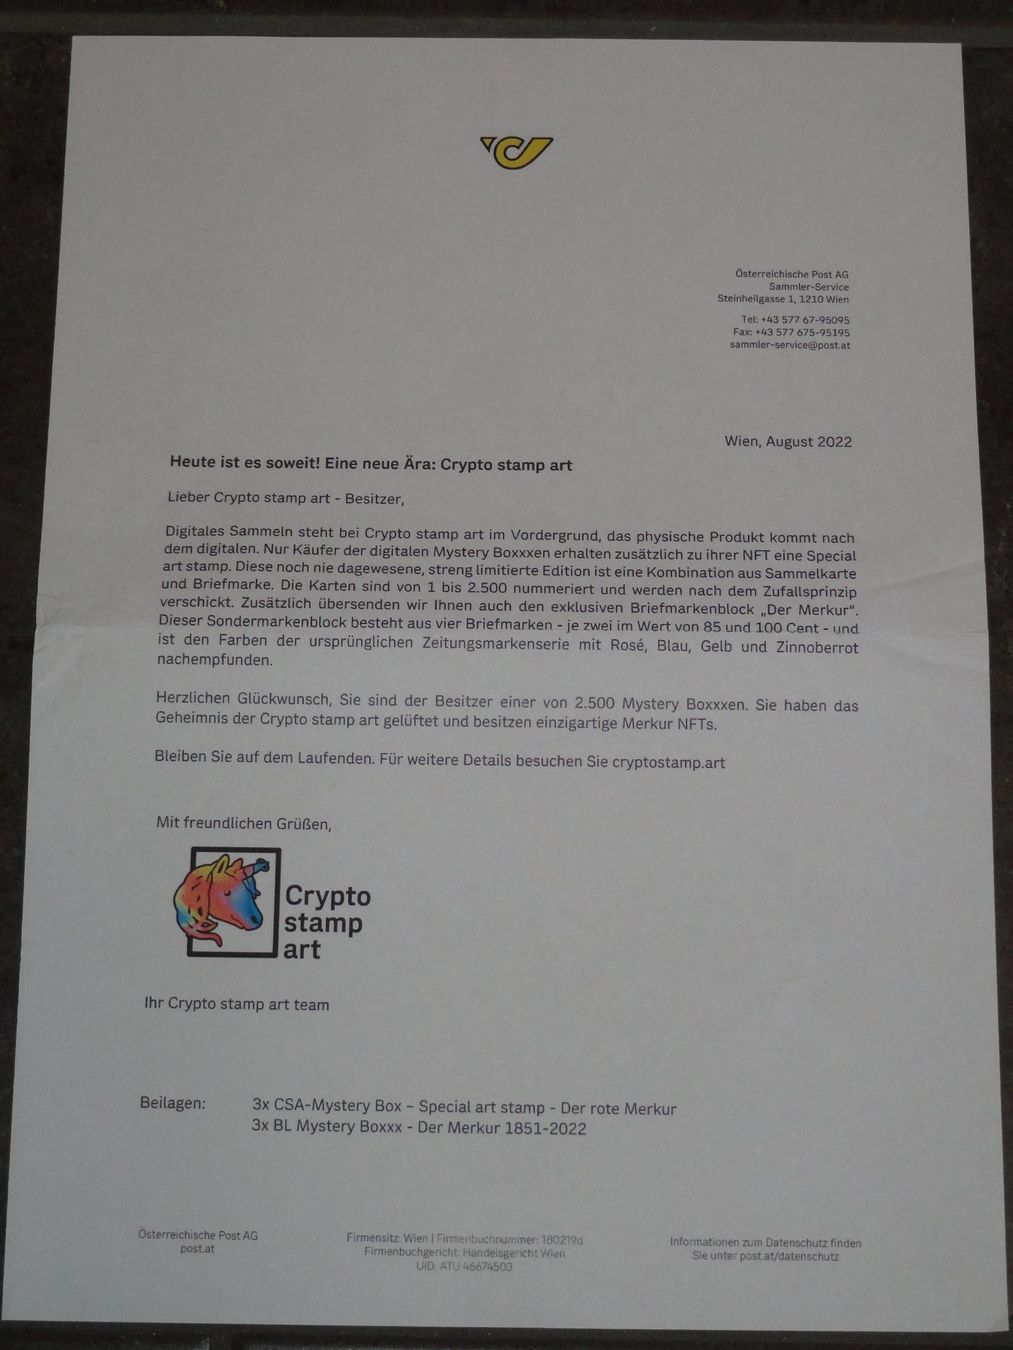 Österreichische Post AG
Sammler-Service
Steinheilgasse 1, 1210 Wien
Tel: +43 577 67-95095
Fax: +43 577 675-95195
sammler-service@post.at
Wien, August 2022
Heute ist es soweit! Eine neue Ära: Crypto stamp art
Lieber Crypto stamp art - Besitzer,
Digitales Sammeln steht bei Crypto stamp art im Vordergrund, das physische Produkt kommt nach
dem digitalen. Nur Käufer der digitalen Mystery Boxxxen erhalten zusätzlich zu ihrer NFT eine Special
art stamp. Diese noch nie dagewesene, streng limitierte Edition ist eine Kombination aus Sammelkarte
und Briefmarke. Die Karten sind von 1 bis 2.500 nummeriert und werden nach dem Zufallsprinzip
verschickt. Zusätzlich übersenden wir Ihnen auch den exklusiven Briefmarkenblock „Der Merkur“.
Dieser Sondermarkenblock besteht aus vier Briefmarken - je zwei im Wert von 85 und 100 Cent - und
ist den Farben der ursprünglichen Zeitungsmarkenserie mit Rosé, Blau, Gelb und Zinnoberrot
nachempfunden.
Herzlichen Glückwunsch, Sie sind der Besitzer einer von 2.500 Mystery Boxxxen. Sie haben das
Geheimnis der Crypto stamp art gelüftet und besitzen einzigartige Merkur NFTs.
Bleiben Sie auf dem Laufenden. Für weitere Details besuchen Sie cryptostamp.art
Mit freundlichen Grüßen,
Crypto
stamp
art
Ihr Crypto stamp art team
Beilagen: 3x CSA-Mystery Box – Special art stamp - Der rote Merkur
3x BL Mystery Boxxx - Der Merkur 1851-2022
Österreichische Post AG
post.at
Firmensitz: Wien | Firmenbuchnummer: 180219d
Firmenbuchgericht: Handelsgericht Wien
UID: ATU 46674503
Informationen zum Datenschutz finden
Sie unter post.at/datenschutz